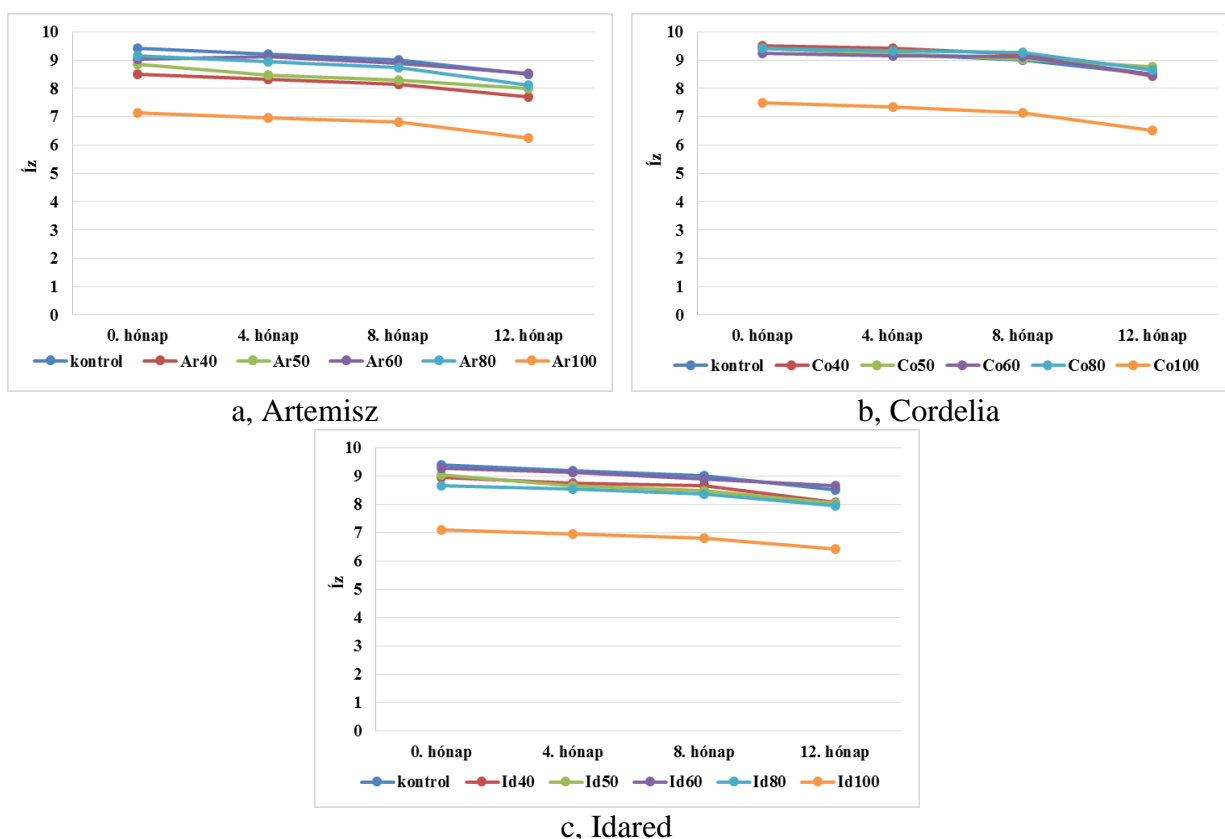 10
9
8
7
6
5
4
3
2
1
0
Íz
0. hónap 4. hónap 8. hónap 12. hónap
kontrol Ar40 Ar50 Ar60 Ar80 Ar100
a, Artemisz
10
9
8
7
6
5
4
3
2
1
0
Íz
0. hónap 4. hónap 8. hónap 12. hónap
kontrol Co40 Co50 Co60 Co80 Co100
b, Cordelia
10
9
8
7
6
5
4
3
2
1
0
Íz
0. hónap 4. hónap 8. hónap 12. hónap
kontrol Id40 Id50 Id60 Id80 Id100
c, Idared